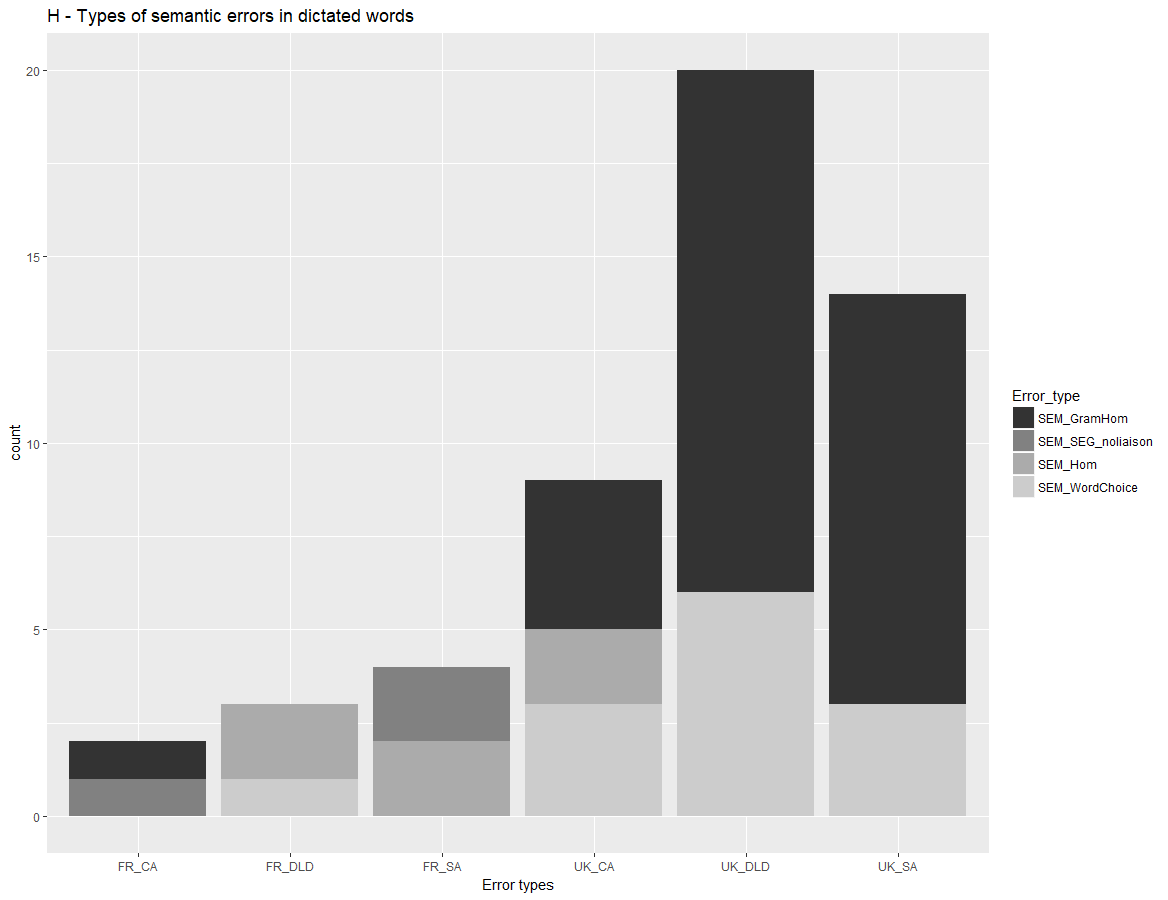 H - Types of semantic errors in dictated words
20
15
10
5
0
count
FR_CA FR_DLD FR_SA UK_CA UK_DLD UK_SA
Error types
Error_type
SEM_GramHom
SEM_SEG_noliaison
SEM_Hom
SEM_WordChoice